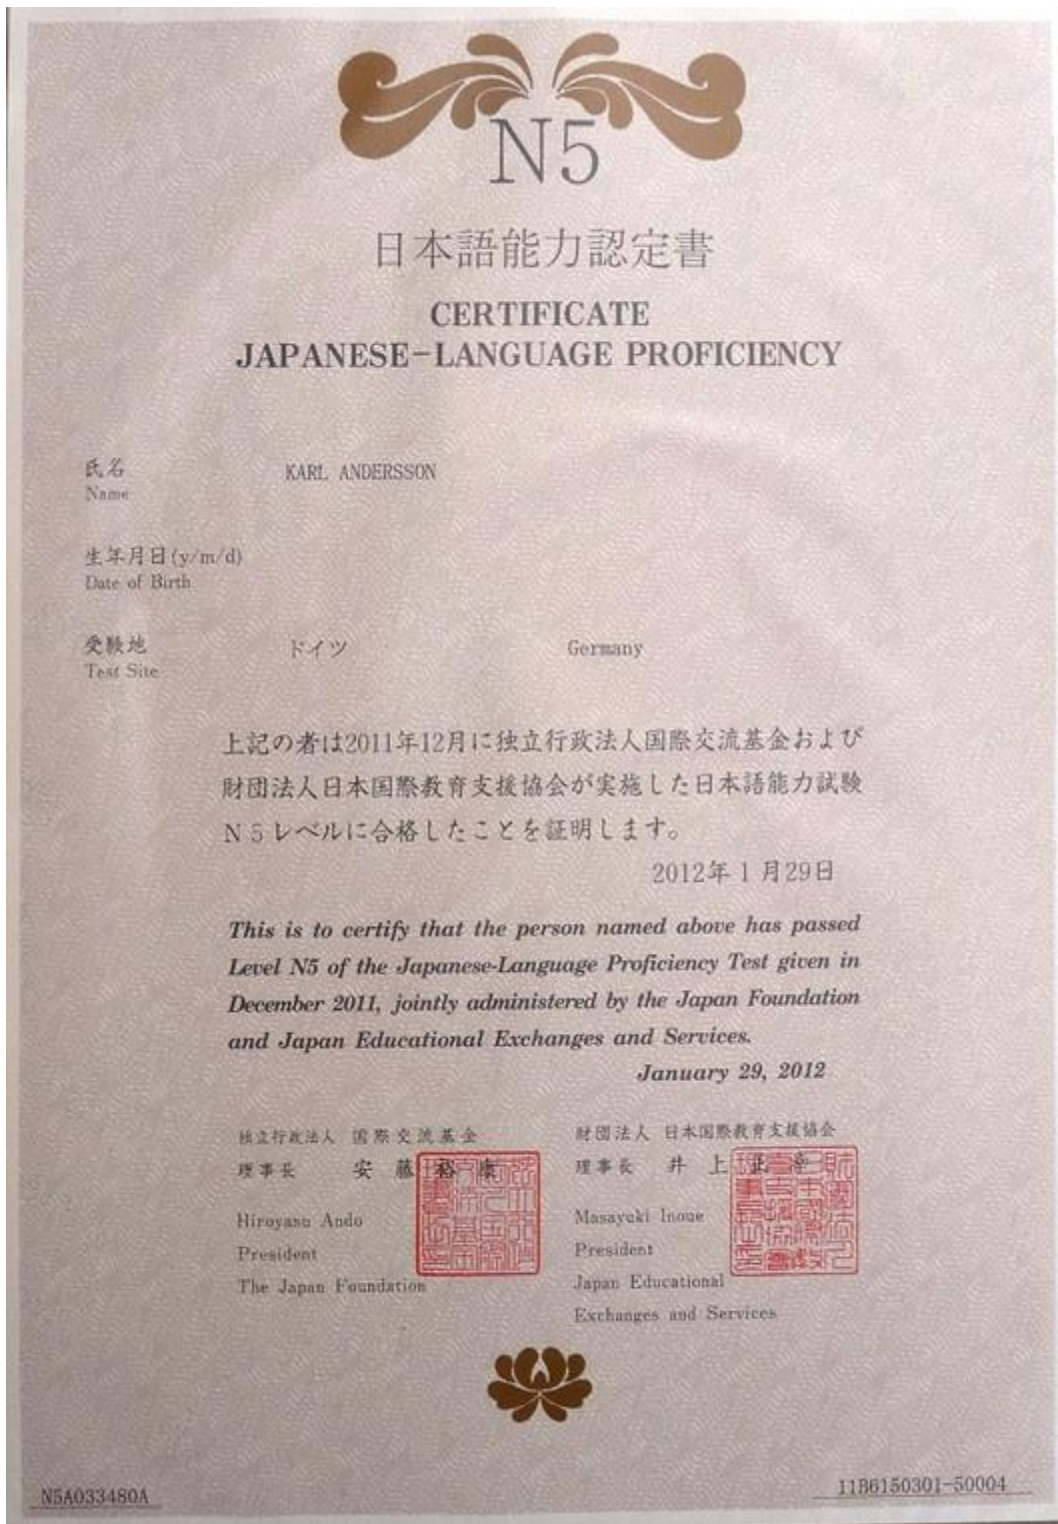 N5
日本語能力認定書
CERTIFICATE
JAPANESE-LANGUAGE PROFICIENCY
氏名 KARL ANDERSSON
Name
生年月日(y/m/d)
Date of Birth
受験地 ドイツ Germany
Test Site
上記の者は2011年12月に独立行政法人国際交流基金および
財団法人日本国際教育支援協会が実施した日本語能力試験
N5レベルに合格したことを証明します。
2012年1月29日
This is to certify that the person named above has passed
Level N5 of the Japanese-Language Proficiency Test given in
December 2011, jointly administered by the Japan Foundation
and Japan Educational Exchanges and Services.
January 29, 2012
独立行政法人 国際交流基金
理事長 安藤裕康
Hiroyasu Ando
President
The Japan Foundation
財団法人 日本国際教育支援協会
理事長 井上正幸
Masayuki Inoue
President
Japan Educational
Exchanges and Services
N5A033480A
11B6150301-50004